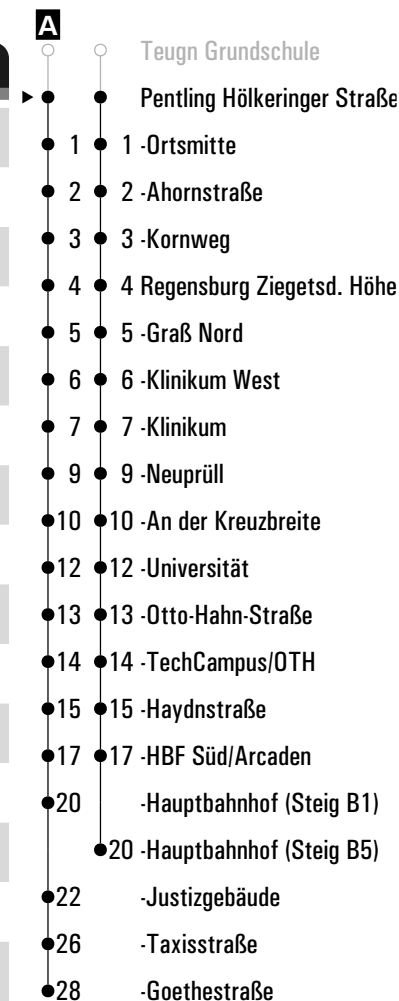 A
Teugn Grundschule
Pentling Hölkeringer Straße
1 1 -Ortsmitte
2 2 -Ahornstraße
3 3 -Kornweg
4 4 Regensburg Ziegetsd. Höhe
5 5 -Graß Nord
6 6 -Klinikum West
7 7 -Klinikum
9 9 -Neuprüll
10 10 -An der Kreuzbreite
12 12 -Universität
13 13 -Otto-Hahn-Straße
14 14 -TechCampus/OTH
15 15 -Haydnstraße
17 17 -HBF Süd/Arcaden
20 -Hauptbahnhof (Steig B1)
20 -Hauptbahnhof (Steig B5)
22 -Justizgebäude
26 -Taxisstraße
28 -Goethestraße